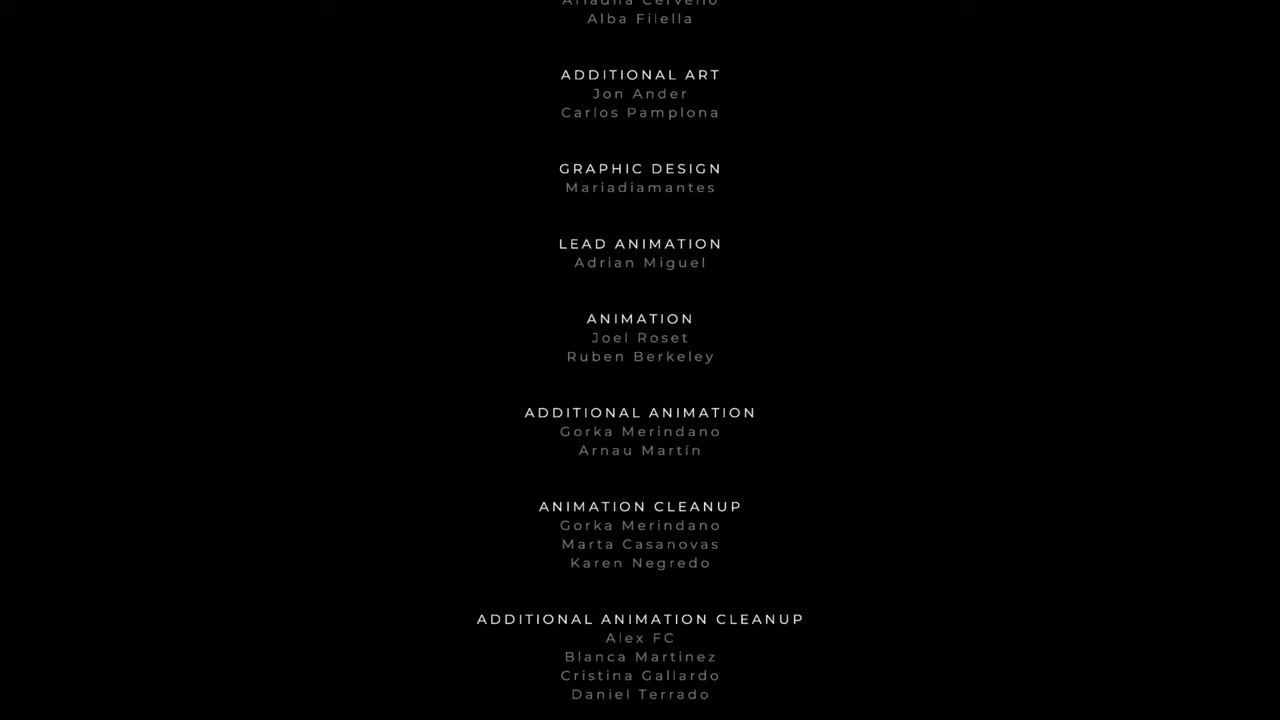 Alba Filella
ADDITIONAL ART
Jon Ander
Carlos Pamplona
GRAPHIC DESIGN
Mariadiamantes
LEAD ANIMATION
Adrian Miguel
ANIMATION
Joel Roset
Ruben Berkeley
ADDITIONAL ANIMATION
Gorka Merindano
Arnau Martín
ANIMATION CLEANUP
Gorka Merindano
Marta Casanovas
Karen Negredo
ADDITIONAL ANIMATION CLEANUP
Alex FC
Blanca Martinez
Cristina Gallardo
Daniel Terrado